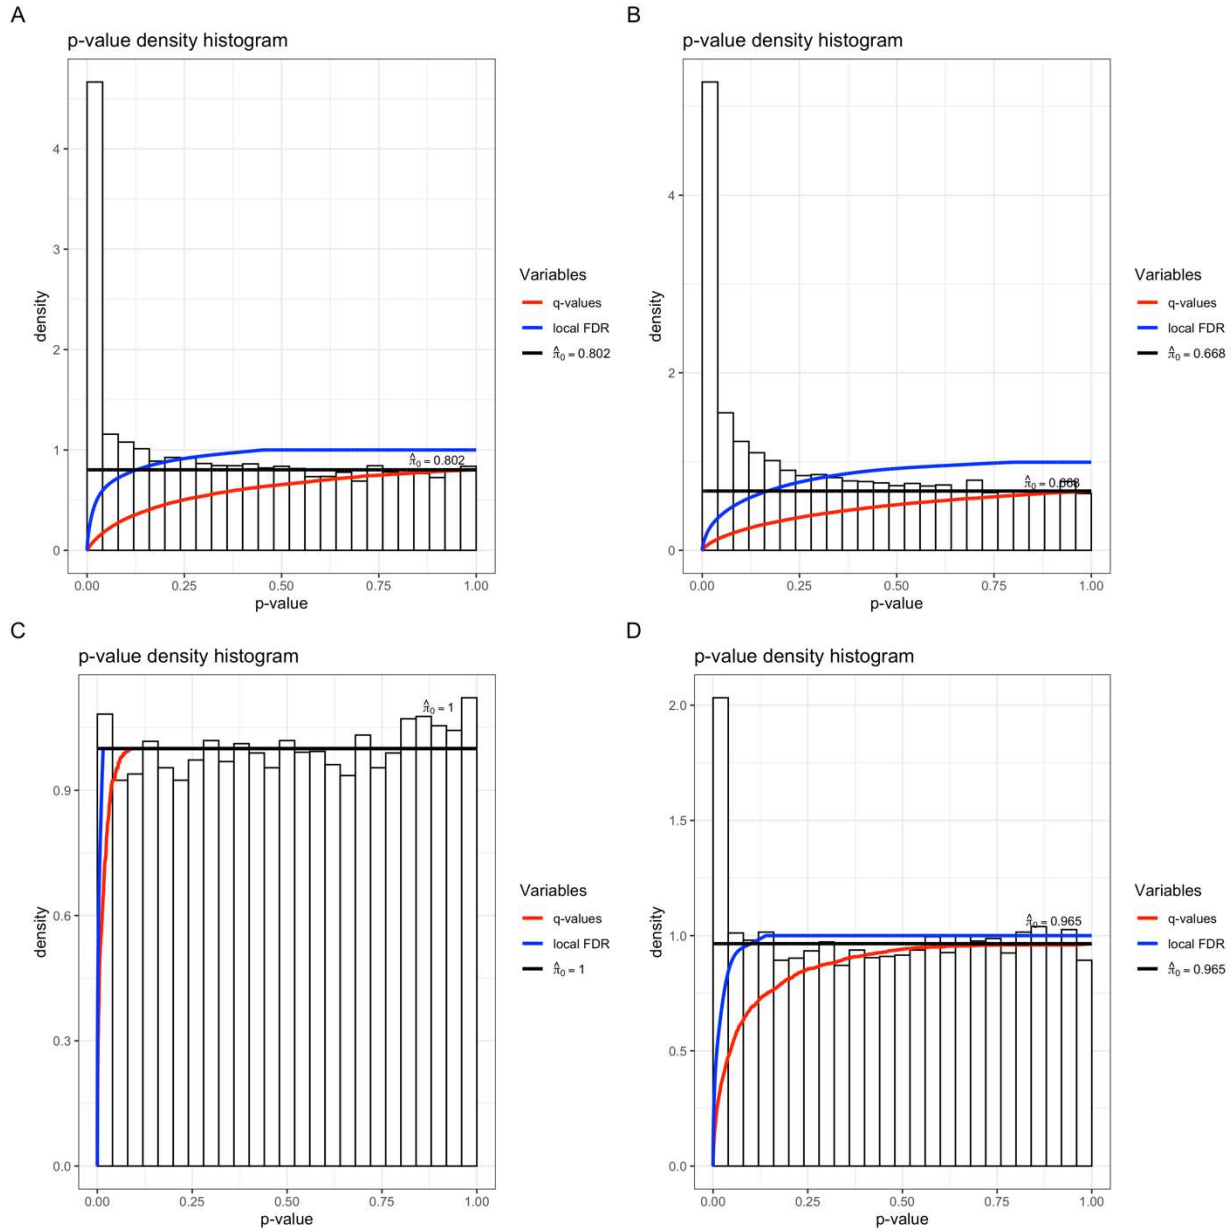 A
p-value density histogram
density
4
3
2
1
0
π̂₀ = 0.802
0.00 0.25 0.50 0.75 1.00
p-value
Variables
q-values
local FDR
π̂₀ = 0.802
B
p-value density histogram
density
4
2
0
π̂₀ = 0.668
0.00 0.25 0.50 0.75 1.00
p-value
Variables
q-values
local FDR
π̂₀ = 0.668
C
p-value density histogram
density
0.9
0.6
0.3
0.0
π̂₀ = 1
0.00 0.25 0.50 0.75 1.00
p-value
Variables
q-values
local FDR
π̂₀ = 1
D
p-value density histogram
density
2.0
1.5
1.0
0.5
0.0
π̂₀ = 0.965
0.00 0.25 0.50 0.75 1.00
p-value
Variables
q-values
local FDR
π̂₀ = 0.965